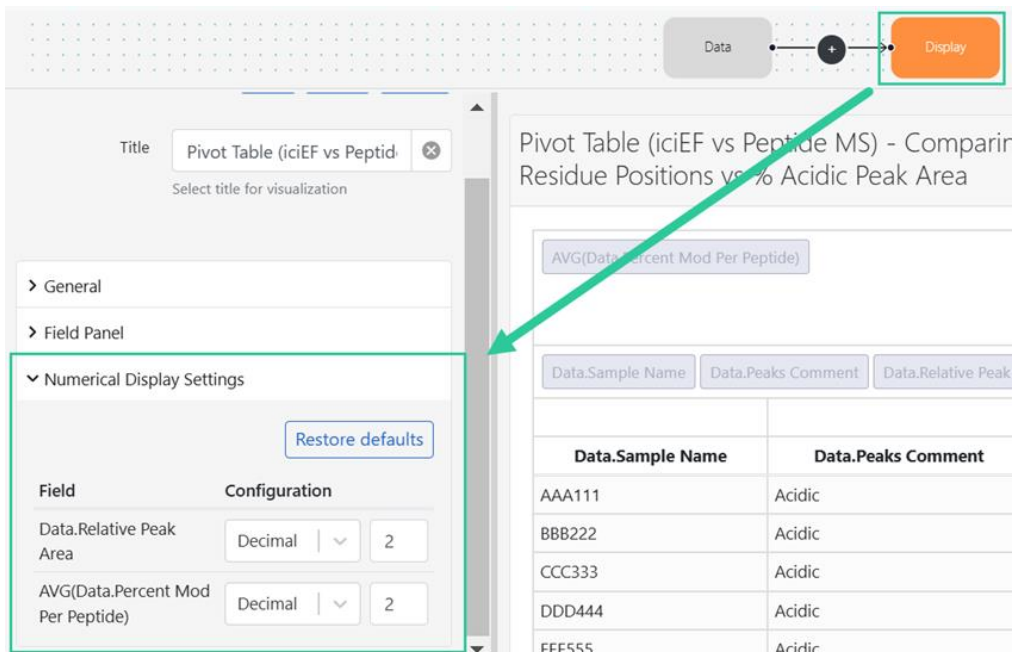 Data
+
Display
Title
Pivot Table (iciEF vs Peptid
Select title for visualization
General
Field Panel
Numerical Display Settings
Restore defaults
Field Configuration
Data.Relative Peak
Area
Decimal 2
AVG(Data.Percent Mod
Per Peptide)
Decimal 2
Pivot Table (iciEF vs Peptide MS) - Comparin
Residue Positions vs % Acidic Peak Area
AVG(Data.Percent Mod Per Peptide)
Data.Sample Name Data.Peaks Comment Data.Relative Peak
Data.Sample Name Data.Peaks Comment
AAA111 Acidic
BBB222 Acidic
CCC333 Acidic
DDD444 Acidic
EEE555 Acidic